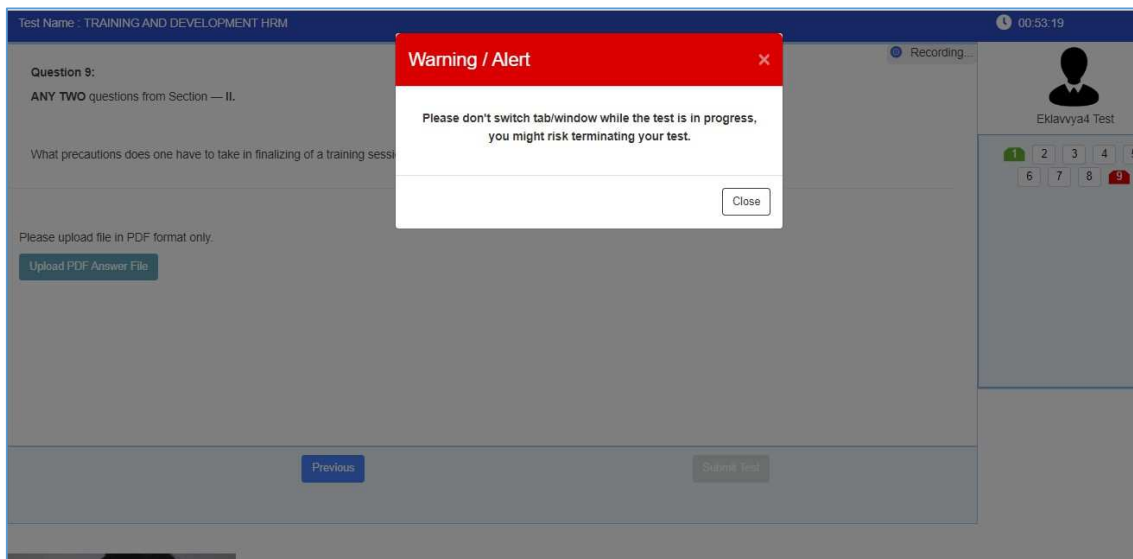 Test Name : TRAINING AND DEVELOPMENT HRM
00:53:19
Warning / Alert
×
Recording...
Question 9:
ANY TWO questions from Section — II.
Please don't switch tab/window while the test is in progress,
you might risk terminating your test.
Eklavvya4 Test
What precautions does one have to take in finalizing of a training
1 2 3 4
6 7 8 9
Close
Please upload file in PDF format only.
Upload PDF Answer File
Previous
Submit Test